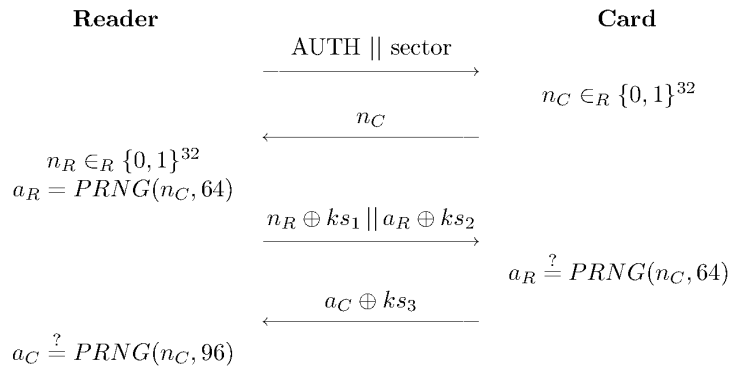 Reader Card
AUTH || sector
n_C ∈_R {0, 1}^32
n_C
n_R ∈_R {0, 1}^32
a_R = PRNG(n_C, 64)
n_R ⊕ ks_1 || a_R ⊕ ks_2
a_R ≟ PRNG(n_C, 64)
a_C ⊕ ks_3
a_C ≟ PRNG(n_C, 96)